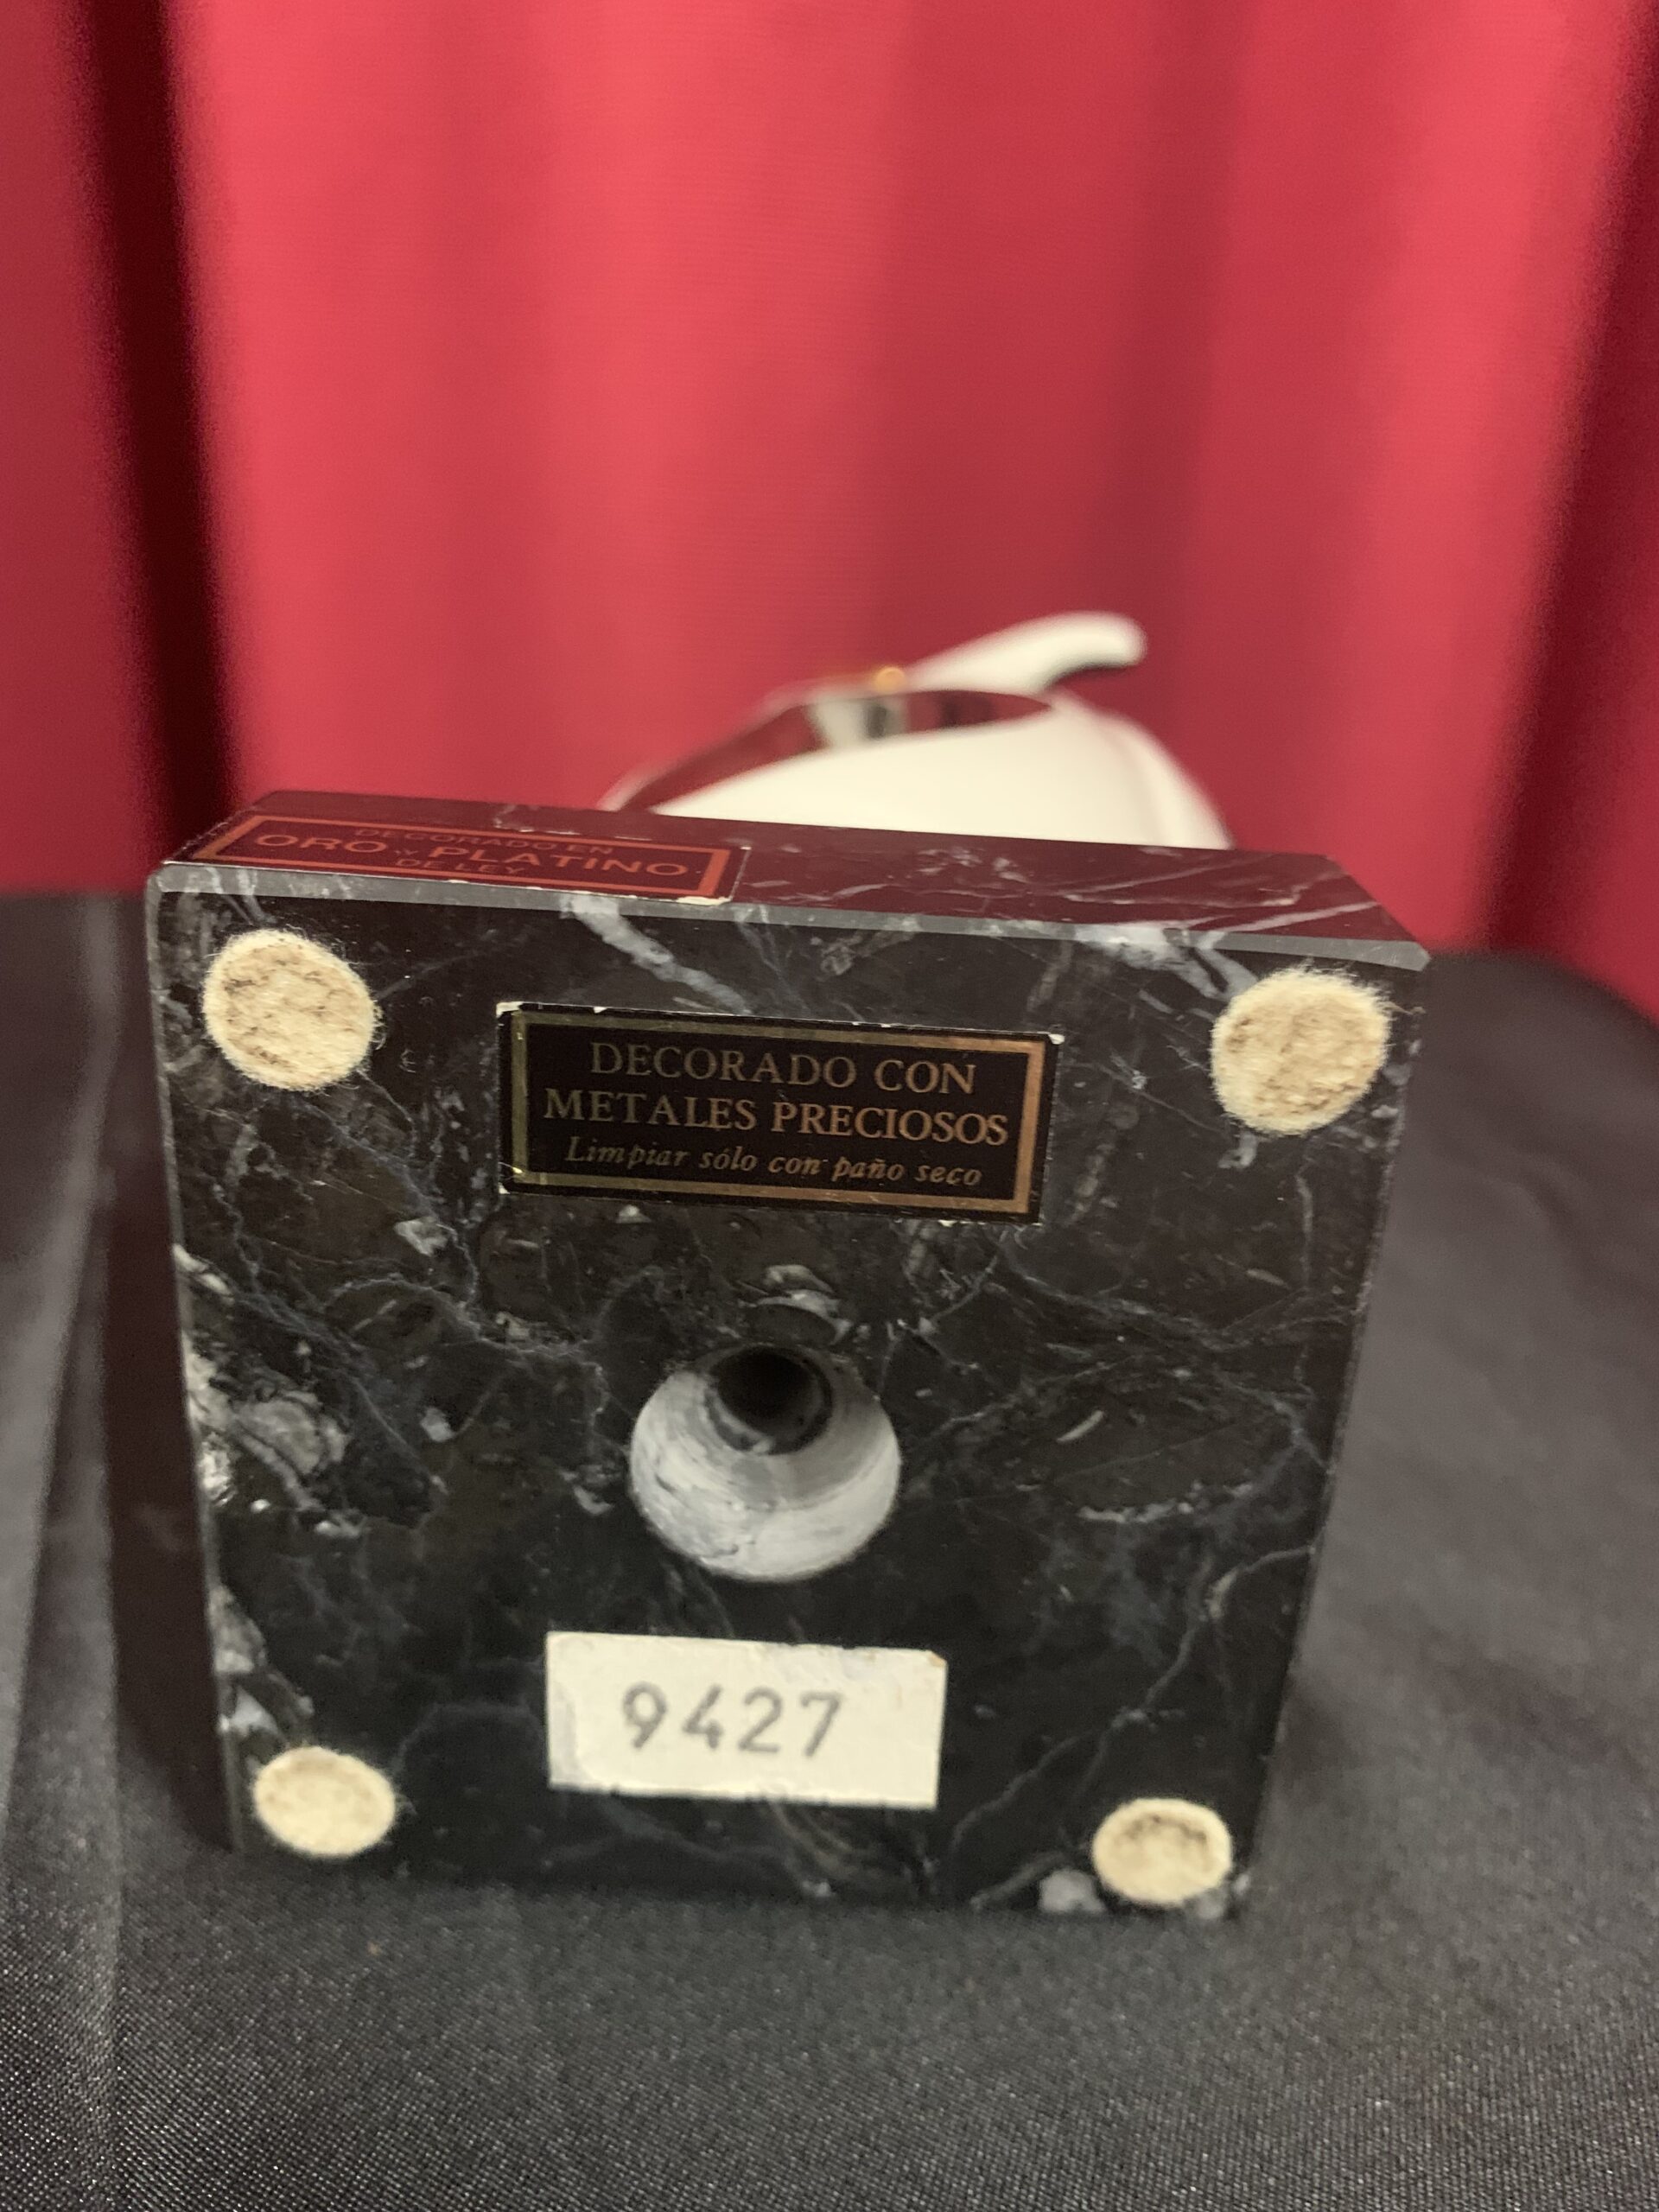 DECORADO EN
ORO Y PLATINO
DE LEY
DECORADO CON
METALES PRECIOSOS
Limpiar sólo con paño seco
9427